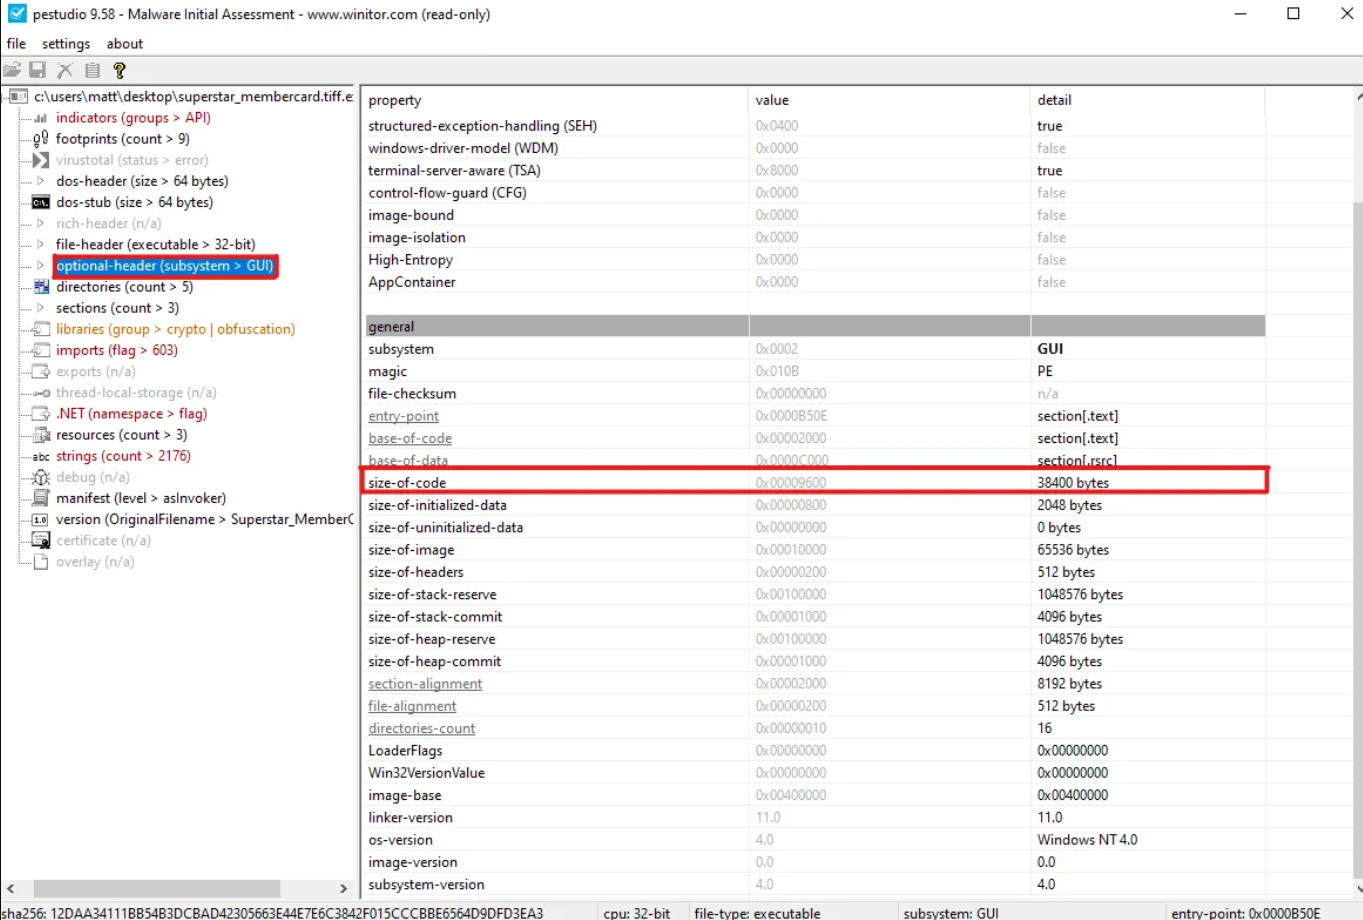 pestudio 9.58 - Malware Initial Assessment - www.winitor.com (read-only)
file settings about
c:\users\matt\desktop\superstar_membercard.tiff.e
indicators (groups > API)
footprints (count > 9)
virustotal (status > error)
dos-header (size > 64 bytes)
dos-stub (size > 64 bytes)
rich-header (n/a)
file-header (executable > 32-bit)
optional-header (subsystem > GUI)
directories (count > 5)
sections (count > 3)
libraries (group > crypto | obfuscation)
imports (flag > 603)
exports (n/a)
thread-local-storage (n/a)
.NET (namespace > flag)
resources (count > 3)
abc strings (count > 2176)
debug (n/a)
manifest (level > asInvoker)
1.0 version (OriginalFilename > Superstar_MemberC
certificate (n/a)
overlay (n/a)
property value detail
structured-exception-handling (SEH) 0x0400 true
windows-driver-model (WDM) 0x0000 false
terminal-server-aware (TSA) 0x8000 true
control-flow-guard (CFG) 0x0000 false
image-bound 0x0000 false
image-isolation 0x0000 false
High-Entropy 0x0000 false
AppContainer 0x0000 false
general
subsystem 0x0002 GUI
magic 0x010B PE
file-checksum 0x00000000 n/a
entry-point 0x0000B50E section[.text]
base-of-code 0x00002000 section[.text]
base-of-data 0x0000C000 section[.rsrc]
size-of-code 0x00009600 38400 bytes
size-of-initialized-data 0x00000800 2048 bytes
size-of-uninitialized-data 0x00000000 0 bytes
size-of-image 0x00010000 65536 bytes
size-of-headers 0x00000200 512 bytes
size-of-stack-reserve 0x00100000 1048576 bytes
size-of-stack-commit 0x00001000 4096 bytes
size-of-heap-reserve 0x00100000 1048576 bytes
size-of-heap-commit 0x00001000 4096 bytes
section-alignment 0x00002000 8192 bytes
file-alignment 0x00000200 512 bytes
directories-count 0x00000010 16
LoaderFlags 0x00000000 0x00000000
Win32VersionValue 0x00000000 0x00000000
image-base 0x00400000 0x00400000
linker-version 11.0 11.0
os-version 4.0 Windows NT 4.0
image-version 0.0 0.0
subsystem-version 4.0 4.0
sha256: 12DAA34111BB54B3DCBAD42305663E44E7E6C3842F015CCCBBE6564D9DFD3EA3 cpu: 32-bit file-type: executable subsystem: GUI entry-point: 0x0000B50E